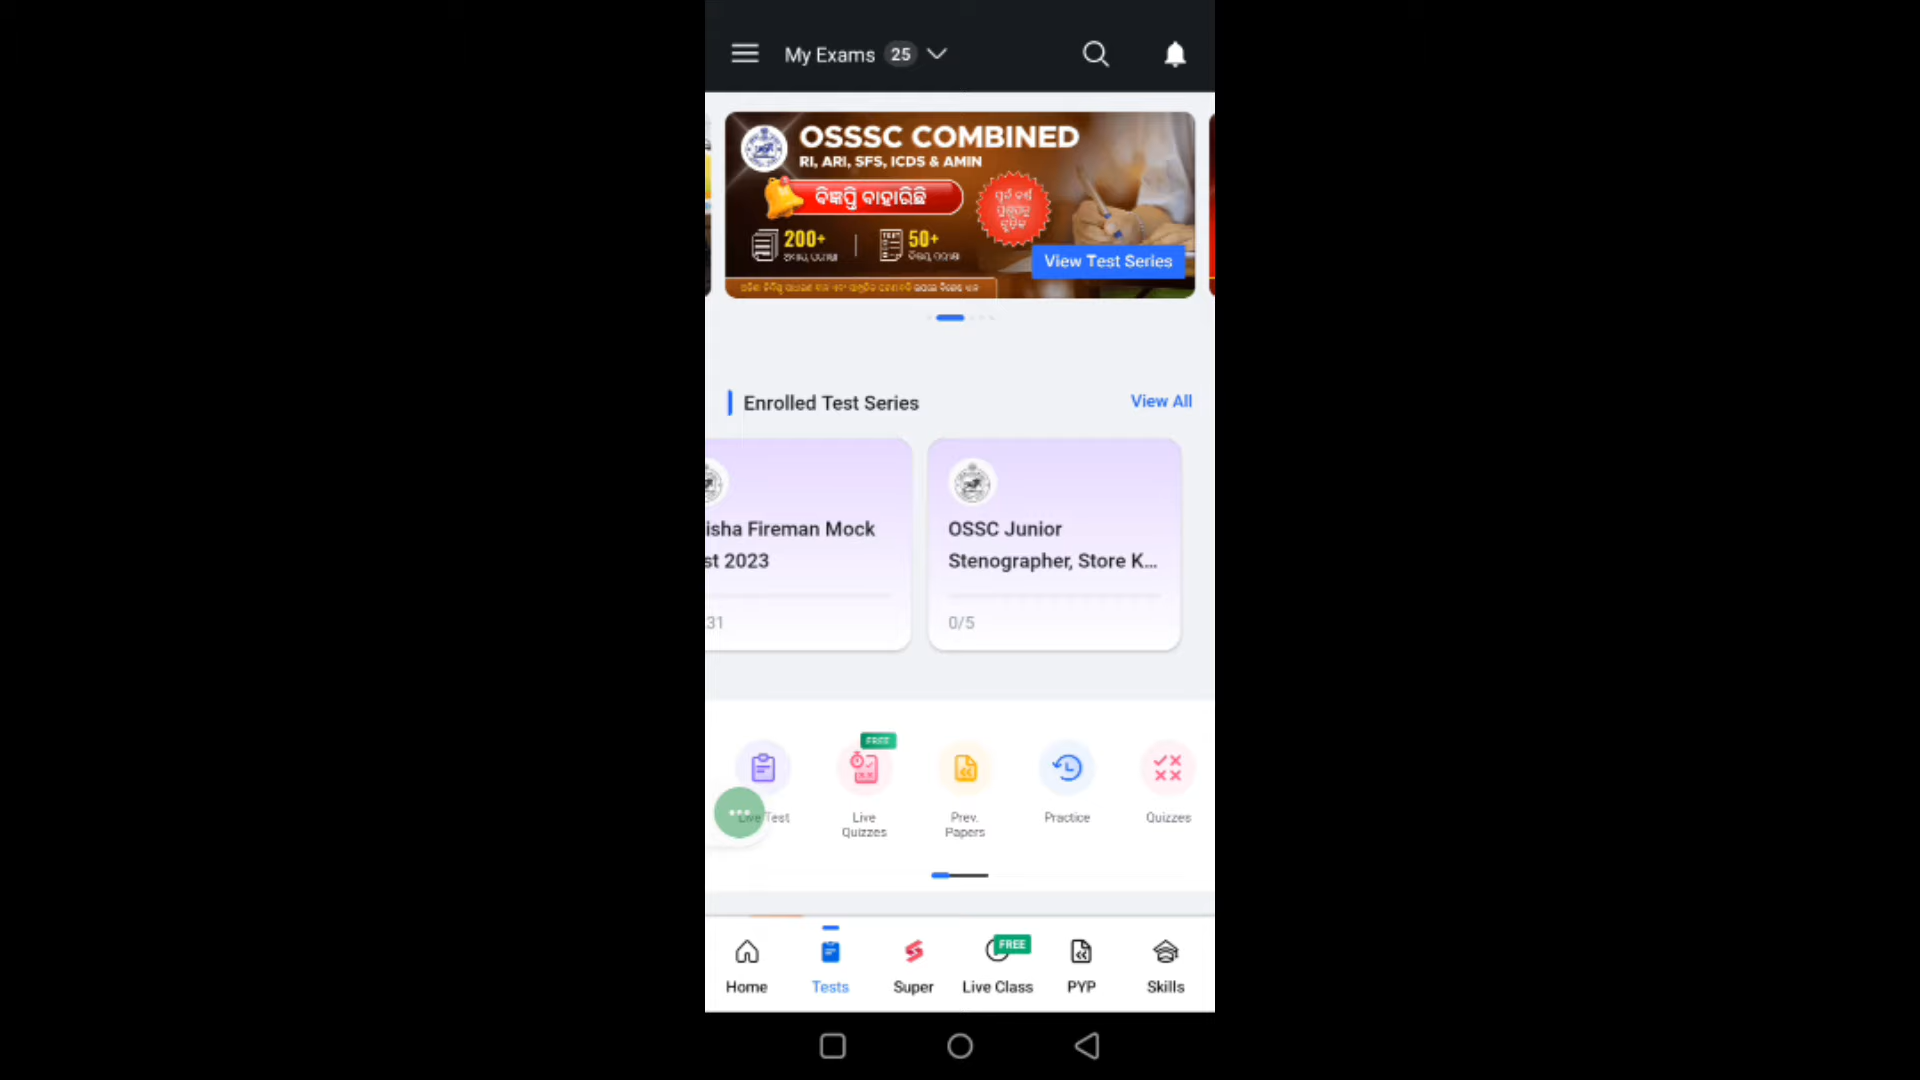 My Exams 25
OSSSC COMBINED
RI, ARI, SFS, ICDS & AMIN
ବିଜ୍ଞପ୍ତି ବାହାରିଛି
200+
50+
View Test Series
Enrolled Test Series
View All
isha Fireman Mock
st 2023
31
OSSC Junior
Stenographer, Store K...
0/5
FREE
Live Test
Live
Quizzes
Prev.
Papers
Practice
Quizzes
FREE
Home
Tests
Super
Live Class
PYP
Skills